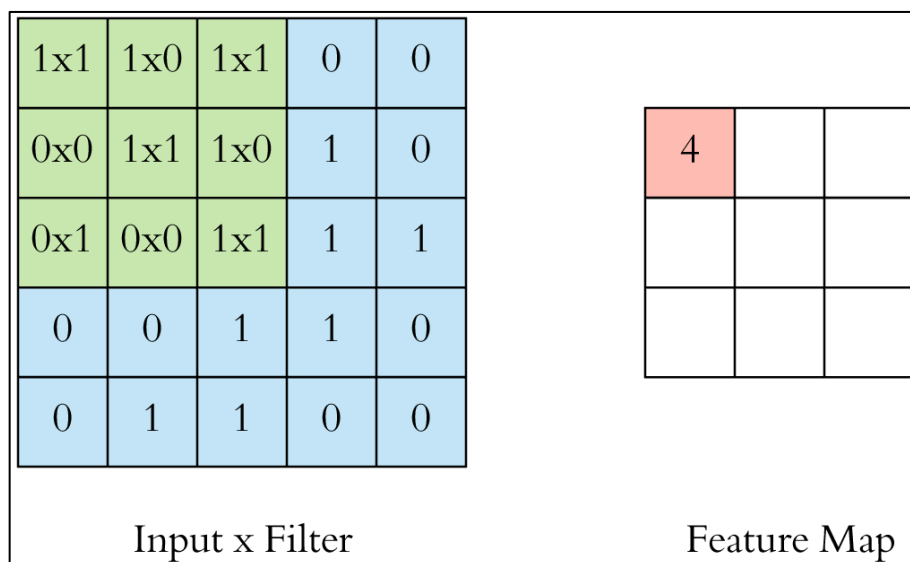 1x1 1x0 1x1 0 0
0x0 1x1 1x0 1 0
4
0x1 0x0 1x1 1 1
0 0 1 1 0
0 1 1 0 0
Input x Filter
Feature Map